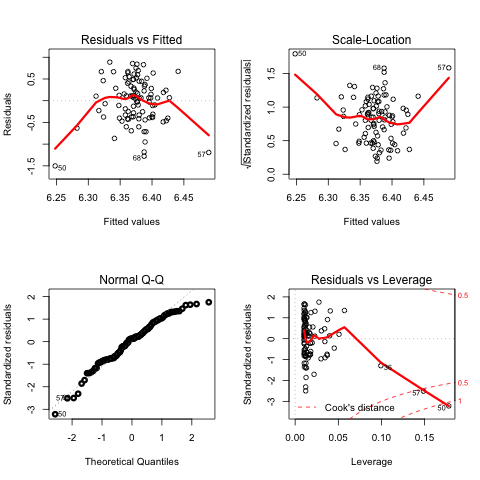 Residuals vs Fitted
Residuals
0.5
-0.5
-1.5
50
68
57
6.25 6.30 6.35 6.40 6.45
Fitted values
Scale-Location
√|Standardized residuals|
1.5
1.0
0.5
0.0
50
68
57
6.25 6.30 6.35 6.40 6.45
Fitted values
Normal Q-Q
Standardized residuals
2
1
0
-1
-2
-3
57
50
-2 -1 0 1 2
Theoretical Quantiles
Residuals vs Leverage
Standardized residuals
2
1
0
-1
-2
-3
0.5
36
0.5
57
1
50
Cook's distance
0.00 0.05 0.10 0.15
Leverage